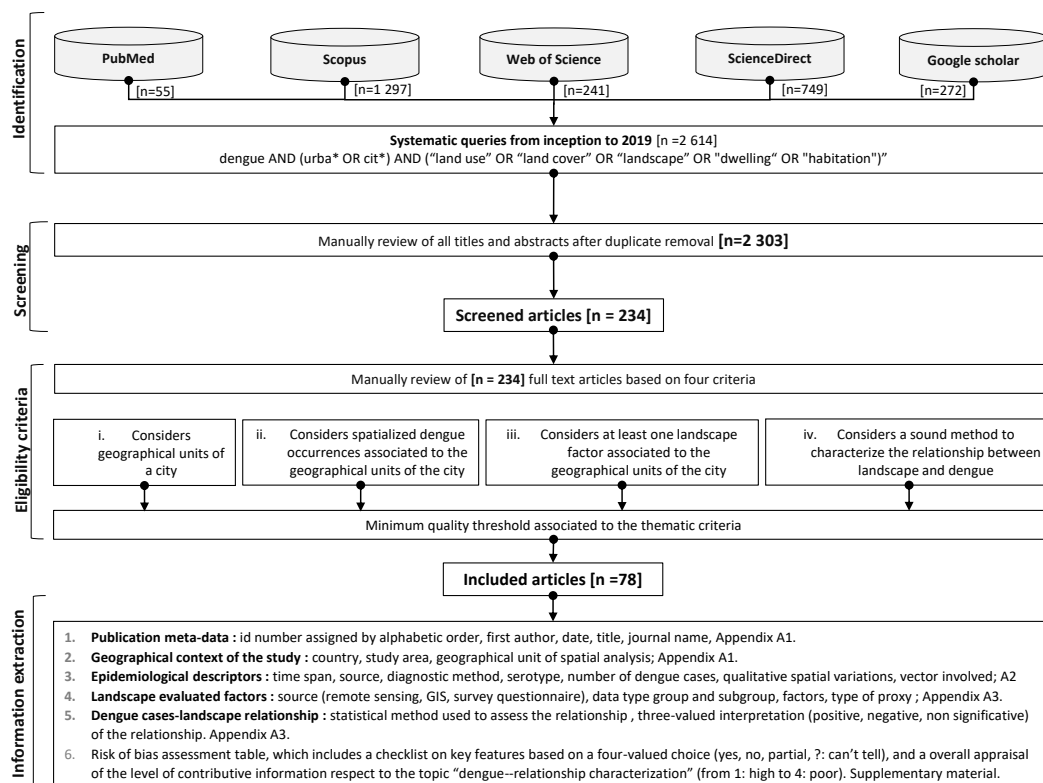 Identification
PubMed
Scopus
Web of Science
ScienceDirect
Google scholar
[n=55]
[n=1 297]
[n=241]
[n=749]
[n=272]
Systematic queries from inception to 2019 [n =2 614]
dengue AND (urba* OR cit*) AND (“land use” OR “land cover” OR “landscape” OR "dwelling“ OR "habitation")”
Screening
Manually review of all titles and abstracts after duplicate removal [n=2 303]
Screened articles [n = 234]
Eligibility criteria
Manually review of [n = 234] full text articles based on four criteria
i. Considers
geographical units of
a city
ii. Considers spatialized dengue
occurrences associated to the
geographical units of the city
iii. Considers at least one landscape
factor associated to the
geographical units of the city
iv. Considers a sound method to
characterize the relationship between
landscape and dengue
Minimum quality threshold associated to the thematic criteria
Included articles [n =78]
Information extraction
1. Publication meta-data : id number assigned by alphabetic order, first author, date, title, journal name, Appendix A1.
2. Geographical context of the study : country, study area, geographical unit of spatial analysis; Appendix A1.
3. Epidemiological descriptors : time span, source, diagnostic method, serotype, number of dengue cases, qualitative spatial variations, vector involved; A2
4. Landscape evaluated factors : source (remote sensing, GIS, survey questionnaire), data type group and subgroup, factors, type of proxy ; Appendix A3.
5. Dengue cases-landscape relationship : statistical method used to assess the relationship , three-valued interpretation (positive, negative, non significative)
of the relationship. Appendix A3.
6. Risk of bias assessment table, which includes a checklist on key features based on a four-valued choice (yes, no, partial, ?: can’t tell), and a overall appraisal
of the level of contributive information respect to the topic “dengue--relationship characterization” (from 1: high to 4: poor). Supplementary material.